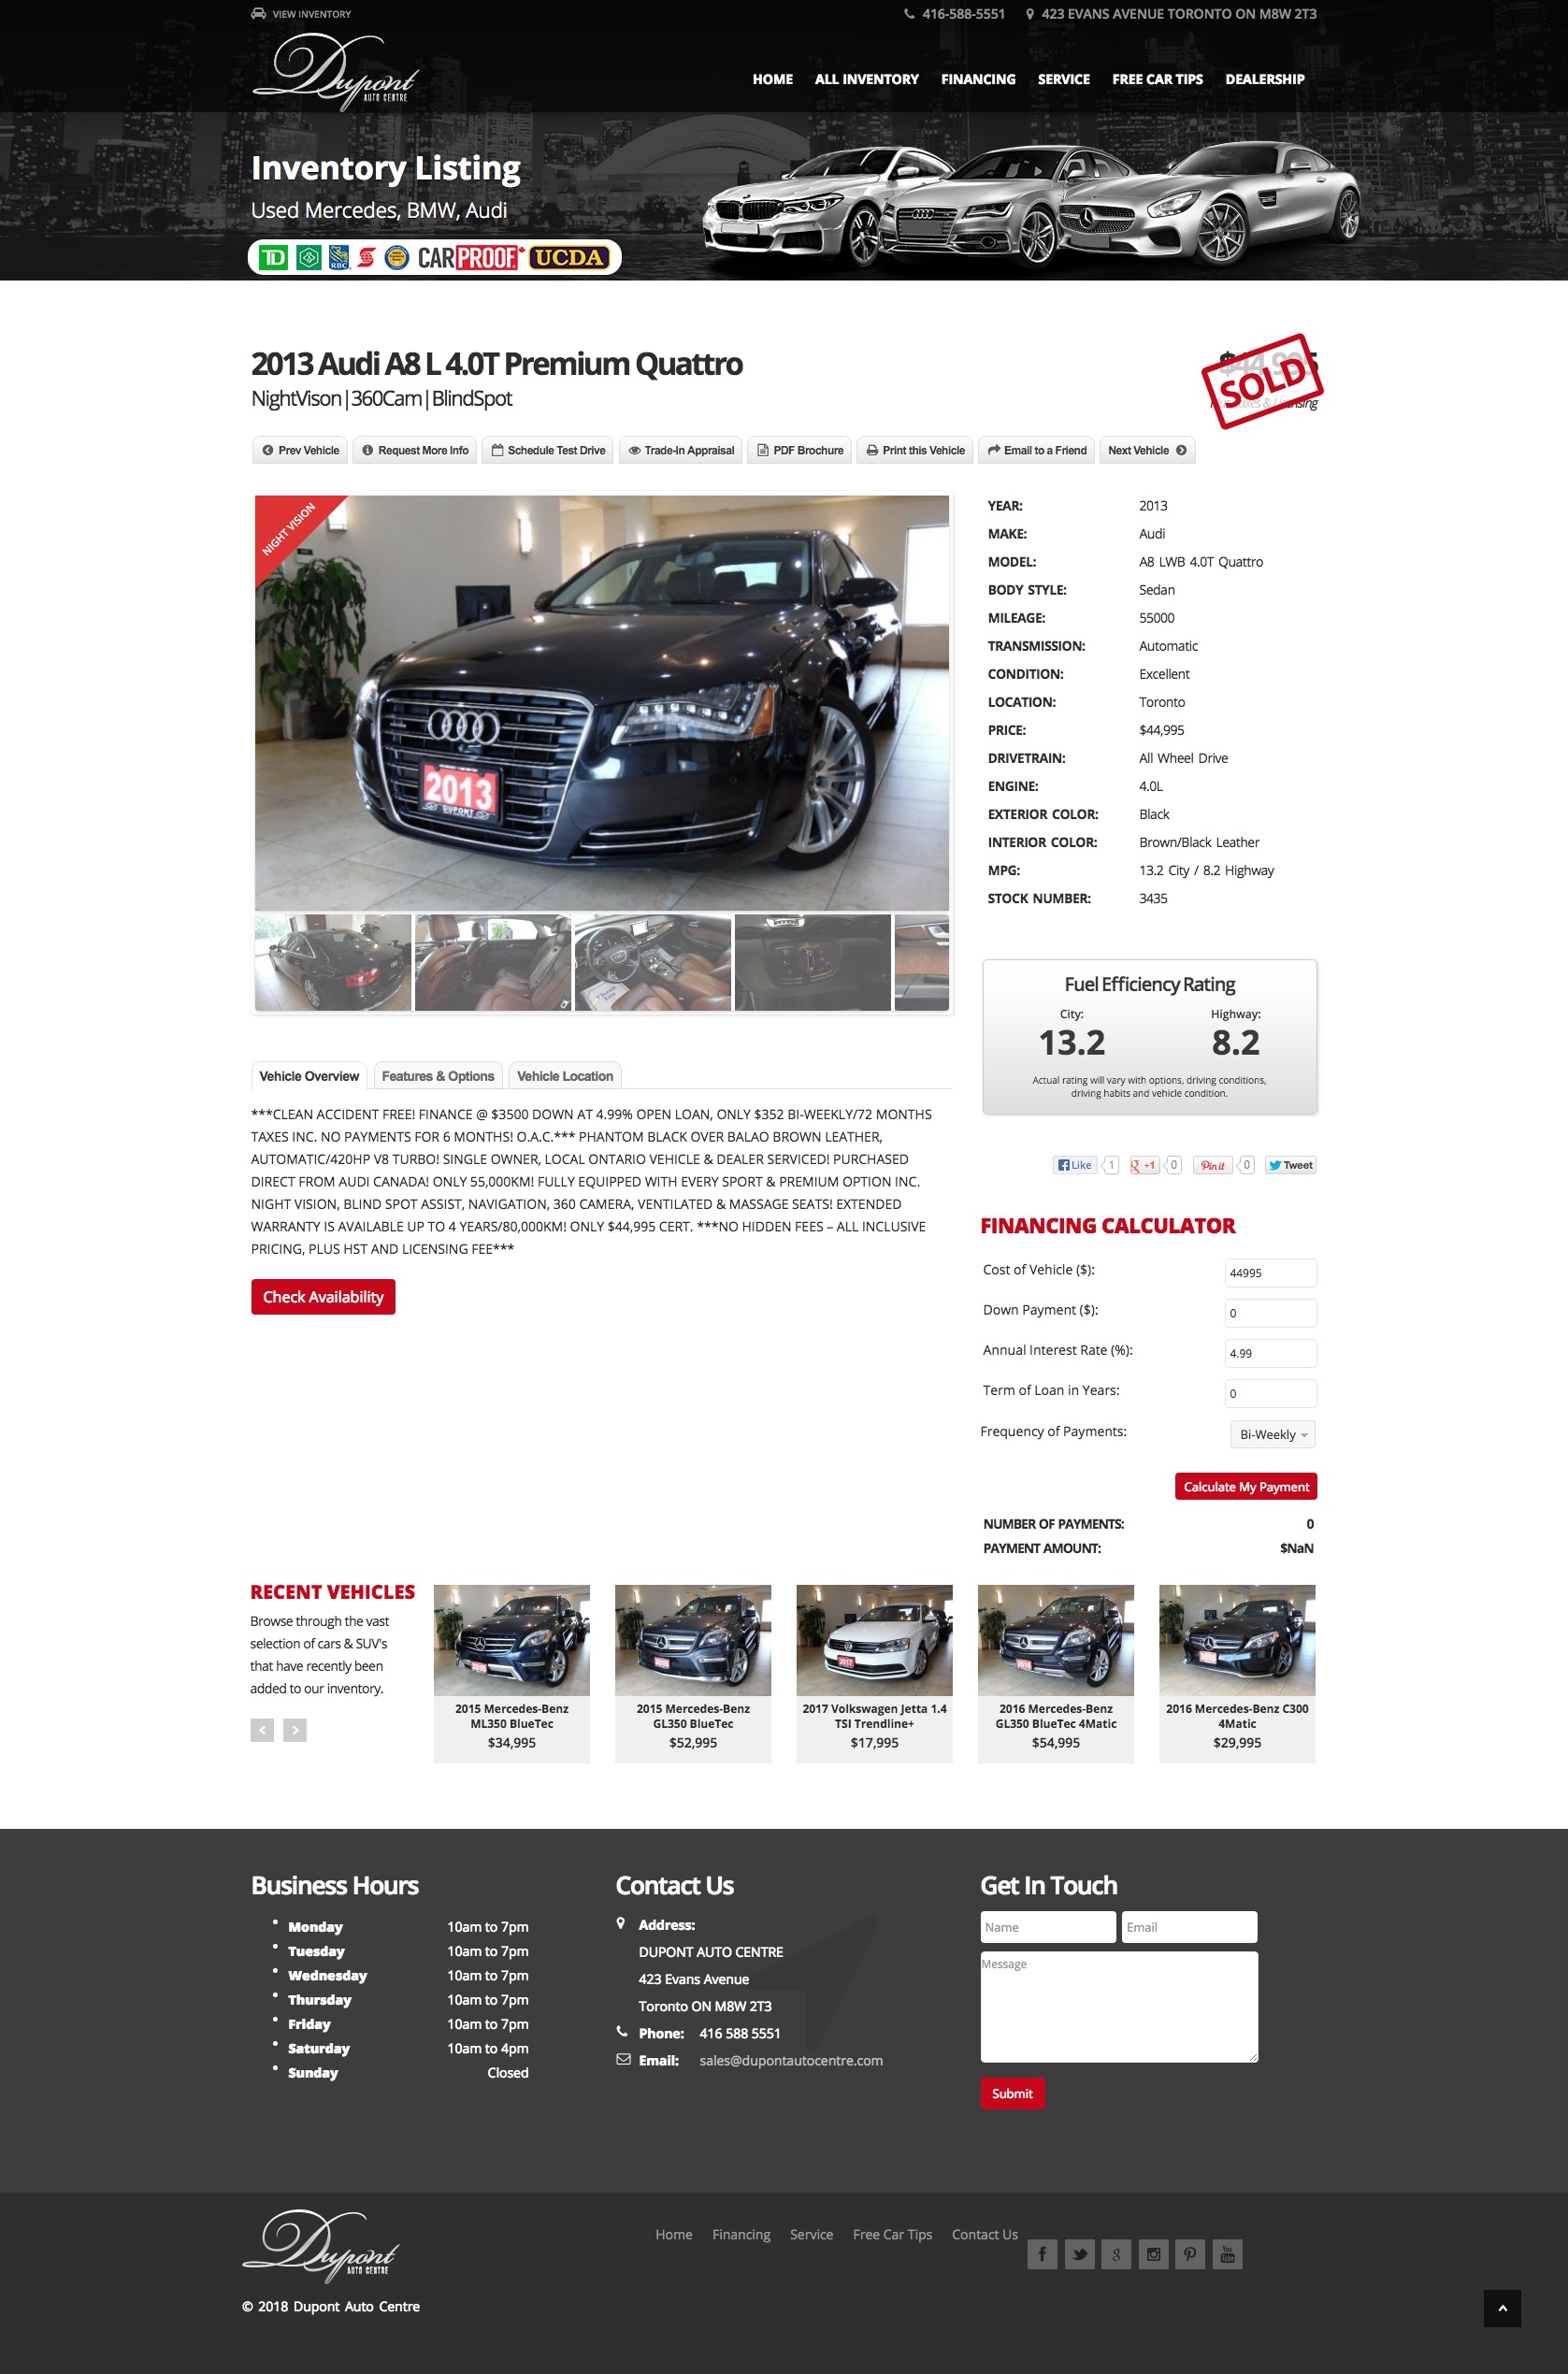 VIEW INVENTORY
416-588-5551 423 EVANS AVENUE TORONTO ON M8W 2T3
Dupont
AUTO CENTRE
HOME ALL INVENTORY FINANCING SERVICE FREE CAR TIPS DEALERSHIP
Inventory Listing
Used Mercedes, BMW, Audi
TD RBC CARPROOF UCDA
2013 Audi A8 L 4.0T Premium Quattro
$44,995
SOLD
NightVison|360Cam|BlindSpot
Prev Vehicle Request More Info Schedule Test Drive Trade-In Appraisal PDF Brochure Print this Vehicle Email to a Friend Next Vehicle
NIGHT VISION
2013
DUPONT
YEAR: 2013
MAKE: Audi
MODEL: A8 LWB 4.0T Quattro
BODY STYLE: Sedan
MILEAGE: 55000
TRANSMISSION: Automatic
CONDITION: Excellent
LOCATION: Toronto
PRICE: $44,995
DRIVETRAIN: All Wheel Drive
ENGINE: 4.0L
EXTERIOR COLOR: Black
INTERIOR COLOR: Brown/Black Leather
MPG: 13.2 City / 8.2 Highway
STOCK NUMBER: 3435
Fuel Efficiency Rating
City: Highway:
13.2 8.2
Actual rating will vary with options, driving conditions,
driving habits and vehicle condition.
Like 1 +1 0 Pin it 0 Tweet
Vehicle Overview Features & Options Vehicle Location
***CLEAN ACCIDENT FREE! FINANCE @ $3500 DOWN AT 4.99% OPEN LOAN, ONLY $352 BI-WEEKLY/72 MONTHS
TAXES INC. NO PAYMENTS FOR 6 MONTHS! O.A.C.*** PHANTOM BLACK OVER BALAO BROWN LEATHER,
AUTOMATIC/420HP V8 TURBO! SINGLE OWNER, LOCAL ONTARIO VEHICLE & DEALER SERVICED! PURCHASED
DIRECT FROM AUDI CANADA! ONLY 55,000KM! FULLY EQUIPPED WITH EVERY SPORT & PREMIUM OPTION INC.
NIGHT VISION, BLIND SPOT ASSIST, NAVIGATION, 360 CAMERA, VENTILATED & MASSAGE SEATS! EXTENDED
WARRANTY IS AVAILABLE UP TO 4 YEARS/80,000KM! ONLY $44,995 CERT. ***NO HIDDEN FEES – ALL INCLUSIVE
PRICING, PLUS HST AND LICENSING FEE***
Check Availability
FINANCING CALCULATOR
Cost of Vehicle ($): 44995
Down Payment ($): 0
Annual Interest Rate (%): 4.99
Term of Loan in Years: 0
Frequency of Payments: Bi-Weekly
Calculate My Payment
NUMBER OF PAYMENTS: 0
PAYMENT AMOUNT: $NaN
RECENT VEHICLES
Browse through the vast
selection of cars & SUV's
that have recently been
added to our inventory.
2015 Mercedes-Benz
ML350 BlueTec
$34,995
2015 Mercedes-Benz
GL350 BlueTec
$52,995
2017
2017 Volkswagen Jetta 1.4
TSI Trendline+
$17,995
2016 Mercedes-Benz
GL350 BlueTec 4Matic
$54,995
2016 Mercedes-Benz C300
4Matic
$29,995
Business Hours
Monday 10am to 7pm
Tuesday 10am to 7pm
Wednesday 10am to 7pm
Thursday 10am to 7pm
Friday 10am to 7pm
Saturday 10am to 4pm
Sunday Closed
Contact Us
Address:
DUPONT AUTO CENTRE
423 Evans Avenue
Toronto ON M8W 2T3
Phone: 416 588 5551
Email: sales@dupontautocentre.com
Get In Touch
Name Email
Message
Submit
Dupont
AUTO CENTRE
© 2018 Dupont Auto Centre
Home Financing Service Free Car Tips Contact Us
You Tube